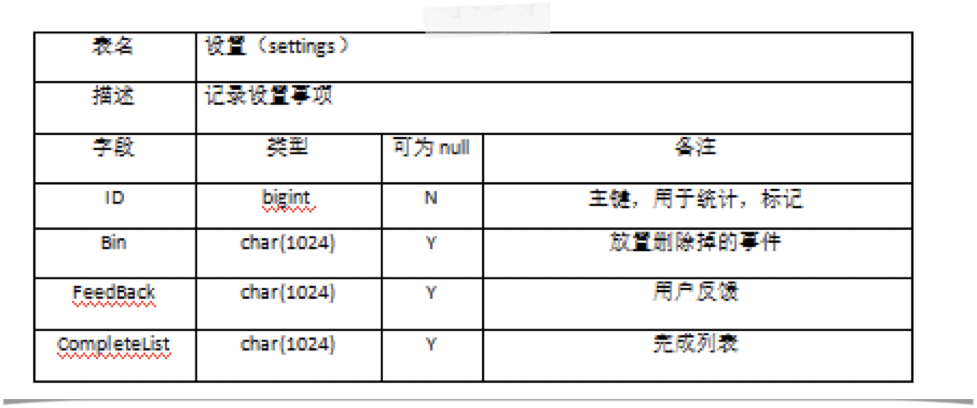 表名 设置（settings）
描述 记录设置事项
字段 类型 可为 null 备注
ID bigint N 主键，用于统计，标记
Bin char(1024) Y 放置删除掉的事件
FeedBack char(1024) Y 用户反馈
CompleteList char(1024) Y 完成列表